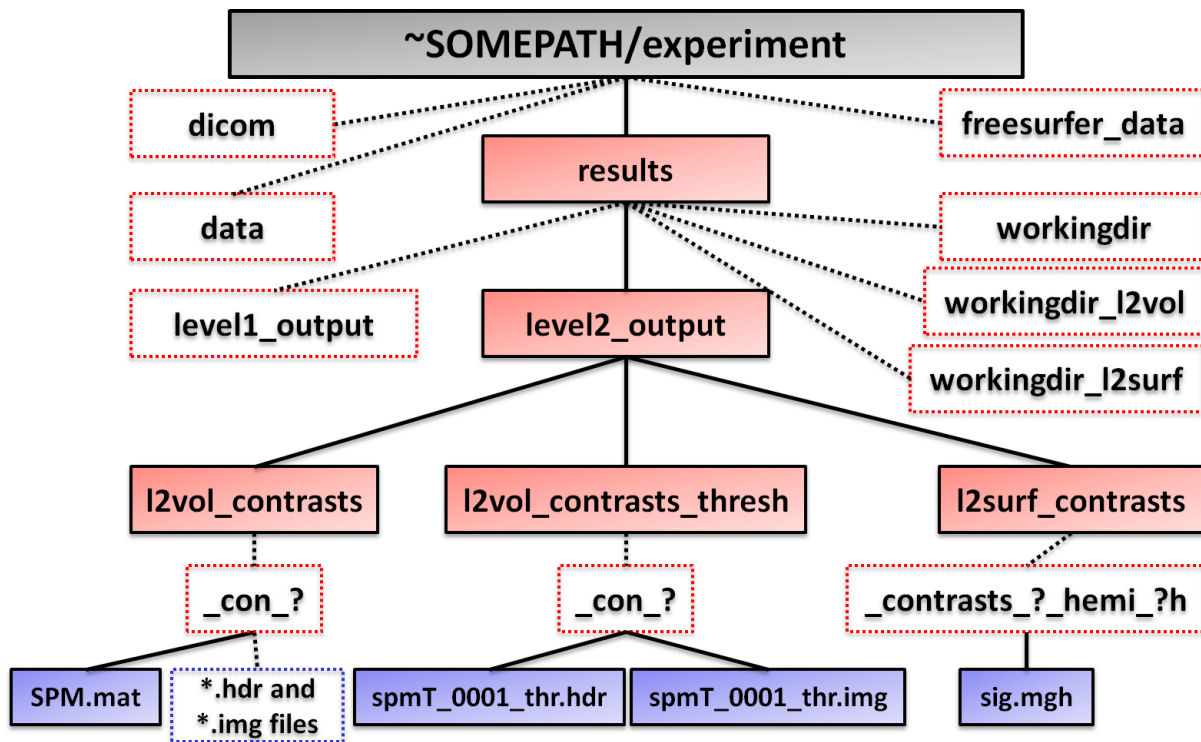 ~SOMEPATH/experiment
dicom
freesurfer_data
results
data
workingdir
workingdir_l2vol
level1_output
level2_output
workingdir_l2surf
l2vol_contrasts
l2vol_contrasts_thresh
l2surf_contrasts
_con_?
_con_?
_contrasts_?_hemi_?h
SPM.mat
*.hdr and
*.img files
spmT_0001_thr.hdr
spmT_0001_thr.img
sig.mgh